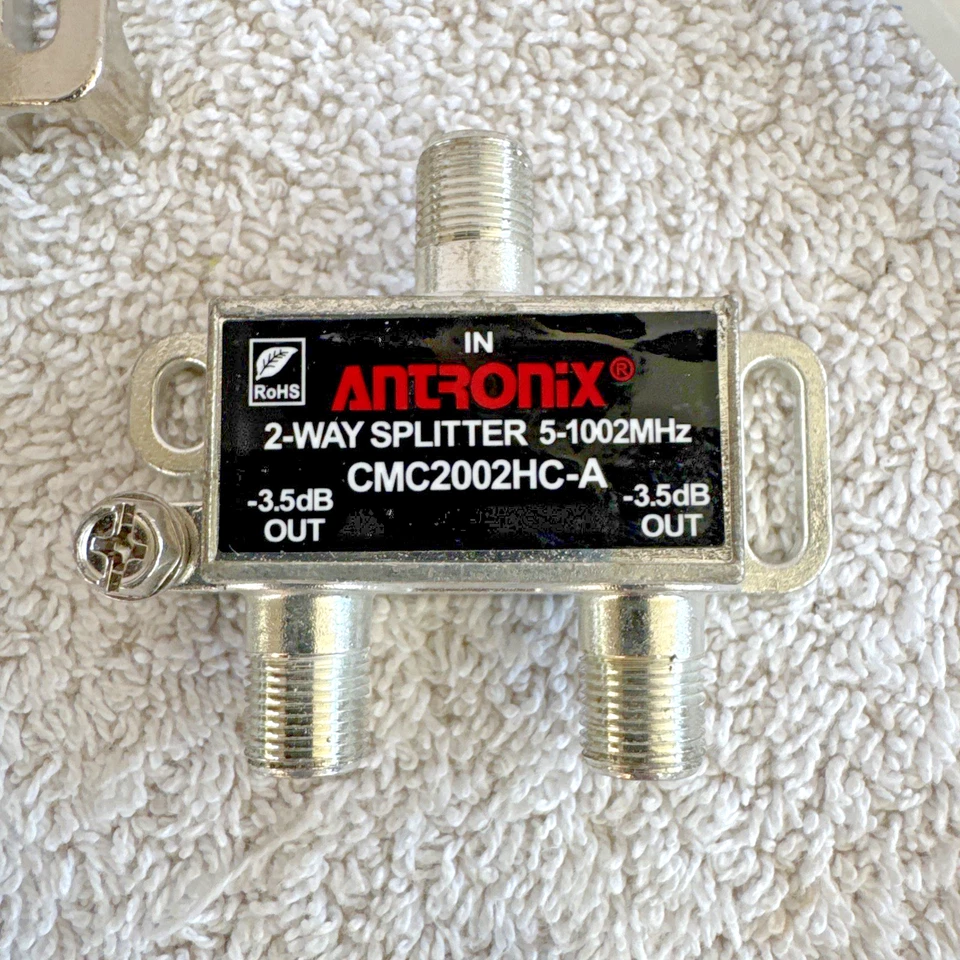 IN
RoHS
ANTRONIX®
2-WAY SPLITTER 5-1002MHz
CMC2002HC-A
-3.5dB
OUT
-3.5dB
OUT